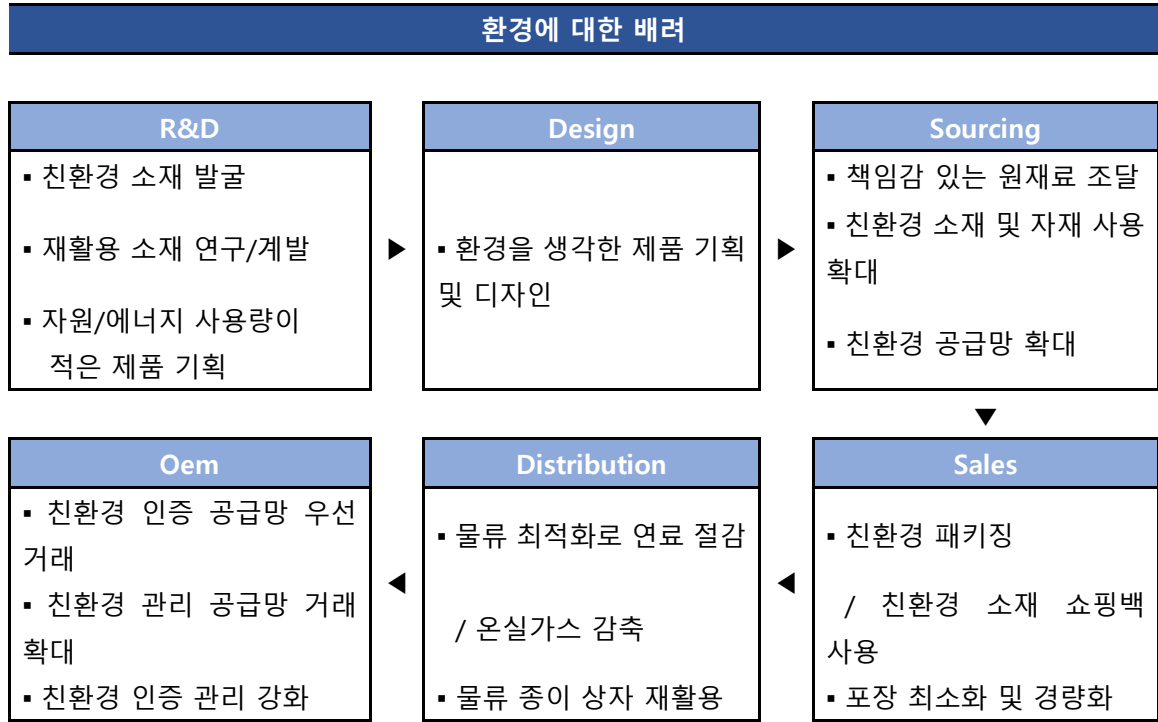 환경에 대한 배려
R&D
▪ 친환경 소재 발굴
▪ 재활용 소재 연구/계발
▪ 자원/에너지 사용량이
적은 제품 기획
▶
Design
▪ 환경을 생각한 제품 기획
및 디자인
▶
Sourcing
▪ 책임감 있는 원재료 조달
▪ 친환경 소재 및 자재 사용
확대
▪ 친환경 공급망 확대
▼
Sales
▪ 친환경 패키징
/ 친환경 소재 쇼핑백
사용
▪ 포장 최소화 및 경량화
◀
Distribution
▪ 물류 최적화로 연료 절감
/ 온실가스 감축
▪ 물류 종이 상자 재활용
◀
Oem
▪ 친환경 인증 공급망 우선
거래
▪ 친환경 관리 공급망 거래
확대
▪ 친환경 인증 관리 강화